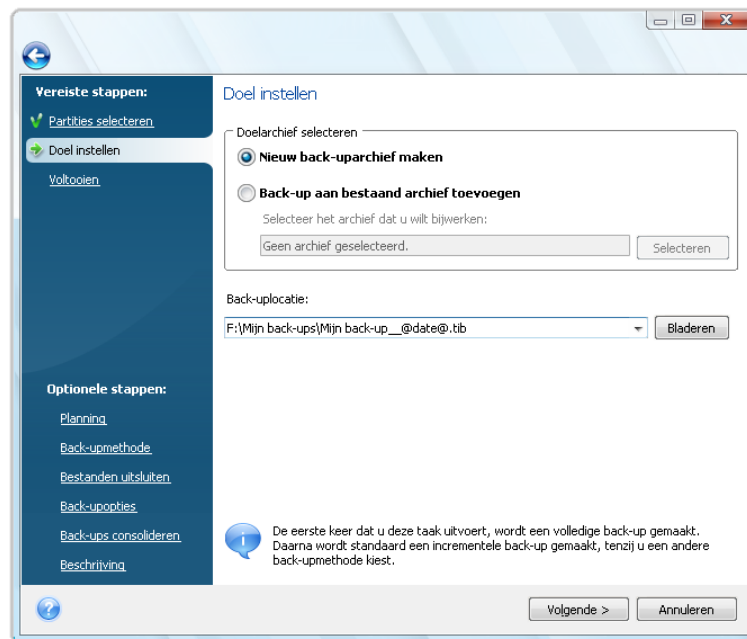 Vereiste stappen:
Partities selecteren
Doel instellen
Voltooien
Optionele stappen:
Planning
Back-upmethode
Bestanden uitsluiten
Back-upopties
Back-ups consolideren
Beschrijving
Doel instellen
Doelarchief selecteren
Nieuw back-uparchief maken
Back-up aan bestaand archief toevoegen
Selecteer het archief dat u wilt bijwerken:
Geen archief geselecteerd.
Selecteren
Back-uplocatie:
F:\Mijn back-ups\Mijn back-up__@date@.tib
Bladeren
De eerste keer dat u deze taak uitvoert, wordt een volledige back-up gemaakt.
Daarna wordt standaard een incrementele back-up gemaakt, tenzij u een andere
back-upmethode kiest.
Volgende >
Annuleren